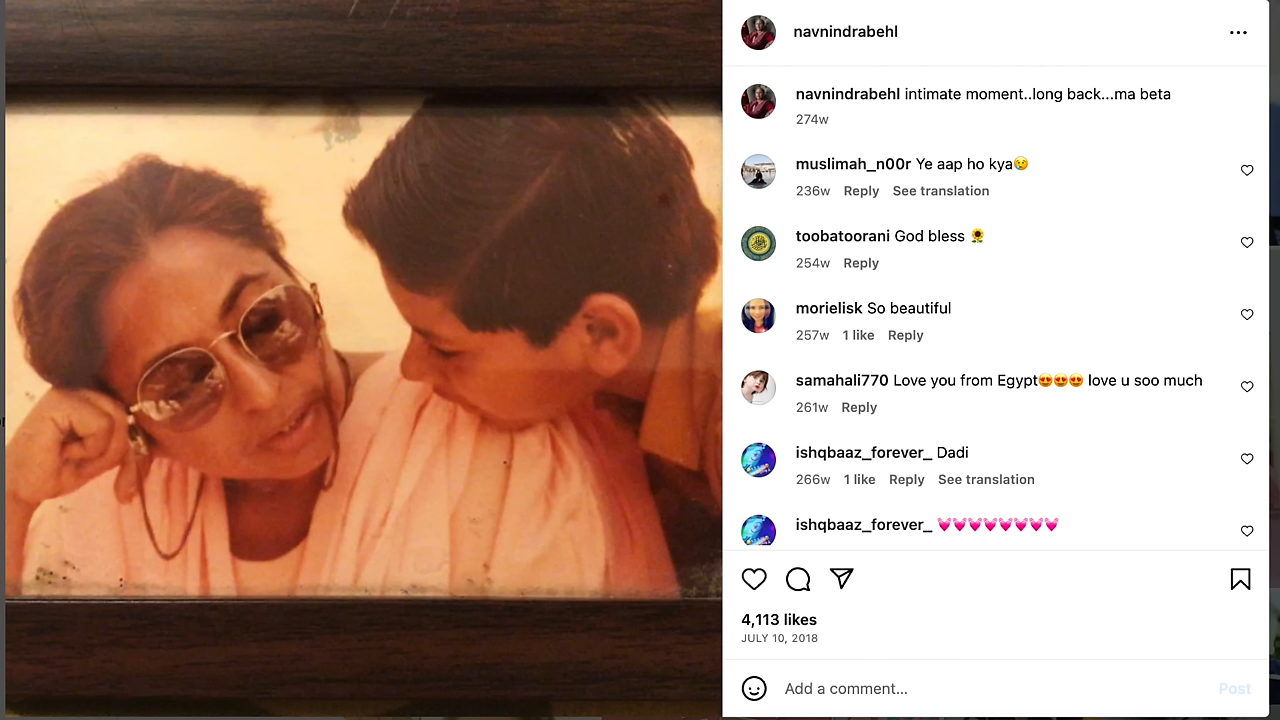 navnindrabehl
navnindrabehl intimate moment..long back...ma beta
274w
muslimah_n00r Ye aap ho kya😢
236w Reply See translation
toobatoorani God bless 🌻
254w Reply
morielisk So beautiful
257w 1 like Reply
samahali770 Love you from Egypt😍😍😍 love u soo much
261w Reply
ishqbaaz_forever_ Dadi
266w 1 like Reply See translation
ishqbaaz_forever_ 💓💓💓💓💓💓💓💓
4,113 likes
JULY 10, 2018
Add a comment... Post